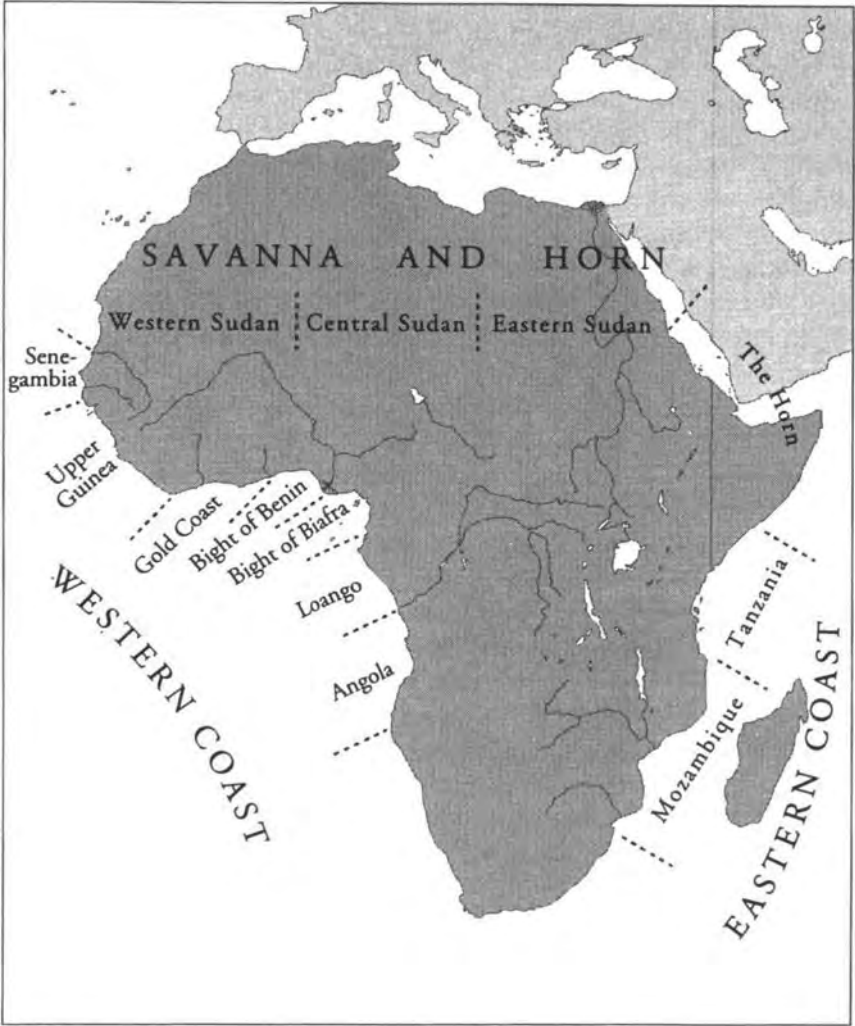 SAVANNA AND HORN
Western Sudan
Central Sudan
Eastern Sudan
The Horn
Sene-
gambia
Upper
Guinea
Gold Coast
Bight of Benin
Bight of Biafra
Loango
Angola
WESTERN COAST
Tanzania
Mozambique
EASTERN COAST